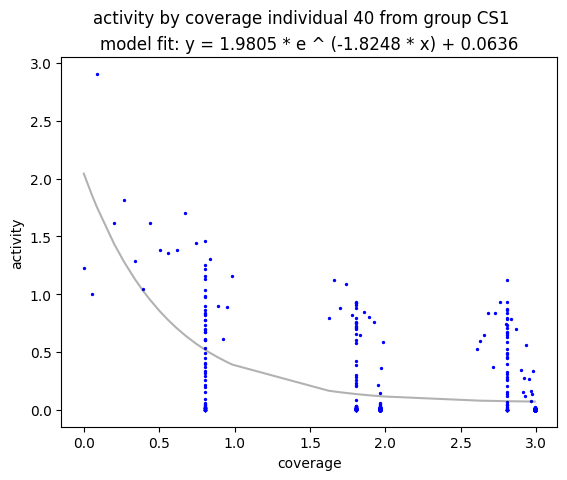 activity by coverage individual 40 from group CS1
model fit: y = 1.9805 * e ^ (-1.8248 * x) + 0.0636
3.0
2.5
2.0
1.5
1.0
0.5
0.0
activity
0.0 0.5 1.0 1.5 2.0 2.5 3.0
coverage